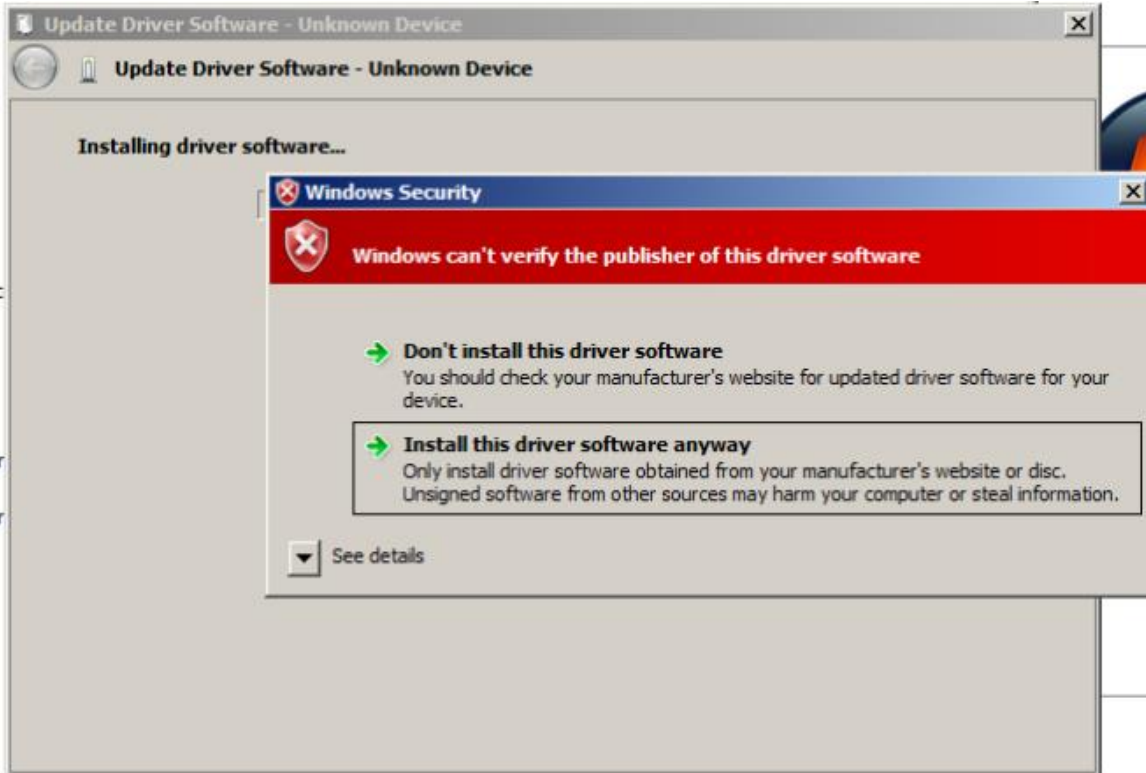 Update Driver Software - Unknown Device
Update Driver Software - Unknown Device
Installing driver software...
Windows Security
Windows can't verify the publisher of this driver software
Don't install this driver software
You should check your manufacturer's website for updated driver software for your
device.
Install this driver software anyway
Only install driver software obtained from your manufacturer's website or disc.
Unsigned software from other sources may harm your computer or steal information.
See details